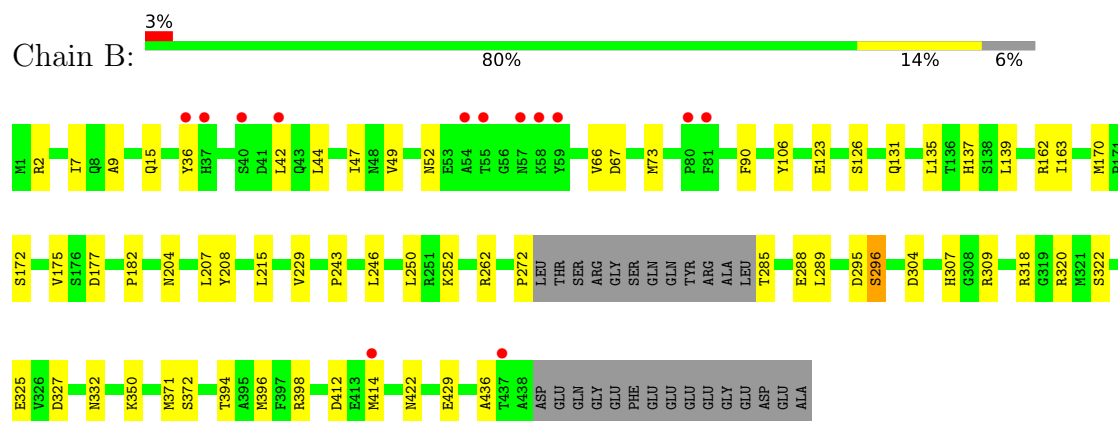 3%
Chain B:
80% 14% 6%
M1 R2 I7 Q8 A9 Q15 Y36 H37 S40 D41 L42 Q43 L44 I47 N48 V49 N52 E53 A54 T55 G56 N57 K58 Y59 V66 D67 M73 P80 F81 F90 Y106 E123 S126 Q131 L135 T136 H137 S138 L139 R162 I163 M170
S172 V175 S176 D177 P182 N204 L207 Y208 L215 V229 P243 L246 L250 R251 K252 R262 P272 LEU THR SER ARG GLY SER GLN GLN TYR ARG ALA LEU T285 E288 L289 D295 S296 D304 H307 G308 R309 R318 G319 R320 M321 S322
E325 V326 D327 N332 K350 M371 S372 T394 A395 M396 F397 R398 D412 E413 M414 N422 E429 A436 T437 A438 ASP GLU GLN GLY GLU PHE GLU GLU GLU GLU GLY GLU ASP GLU ALA